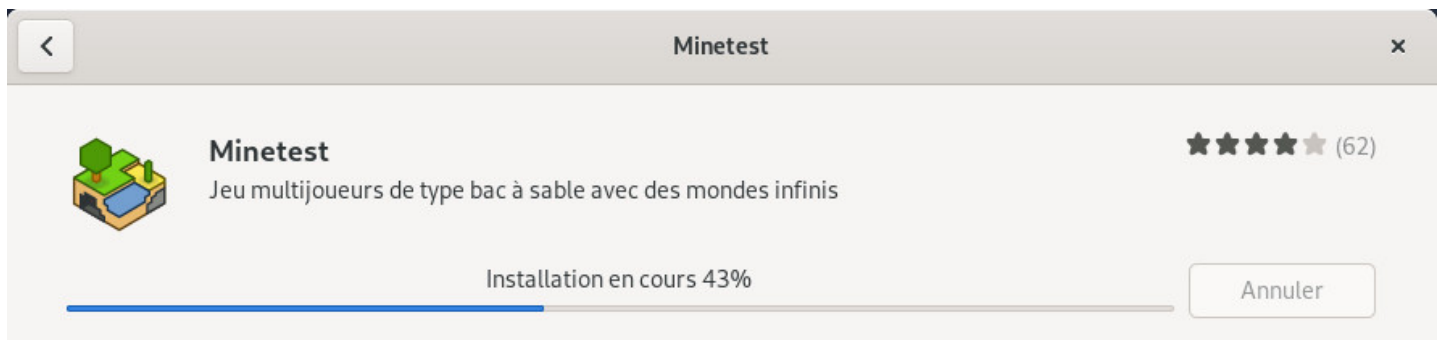 Minetest
Minetest
(62)
Jeu multijoueurs de type bac à sable avec des mondes infinis
Installation en cours 43%
Annuler